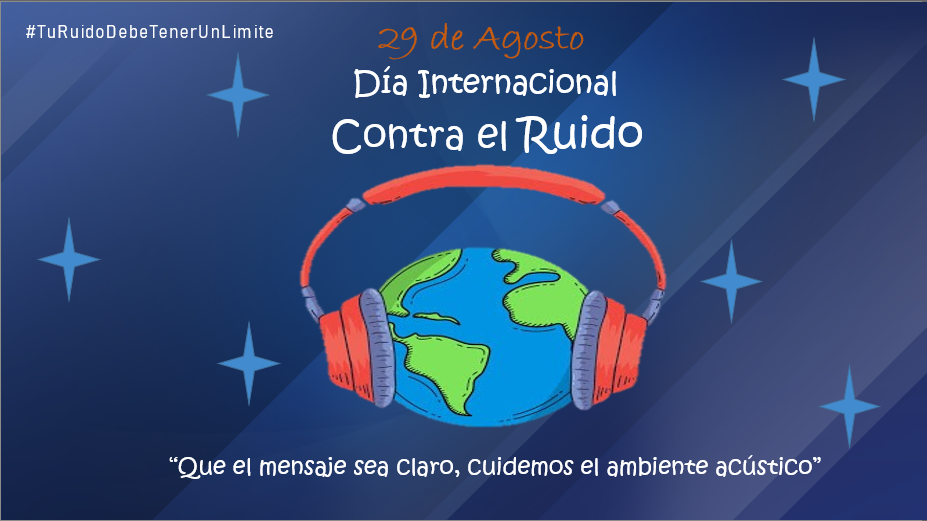 #TuRuidoDebeTenerUnLimite
29 de Agosto
Día Internacional
Contra el Ruido
“Que el mensaje sea claro, cuidemos el ambiente acústico”